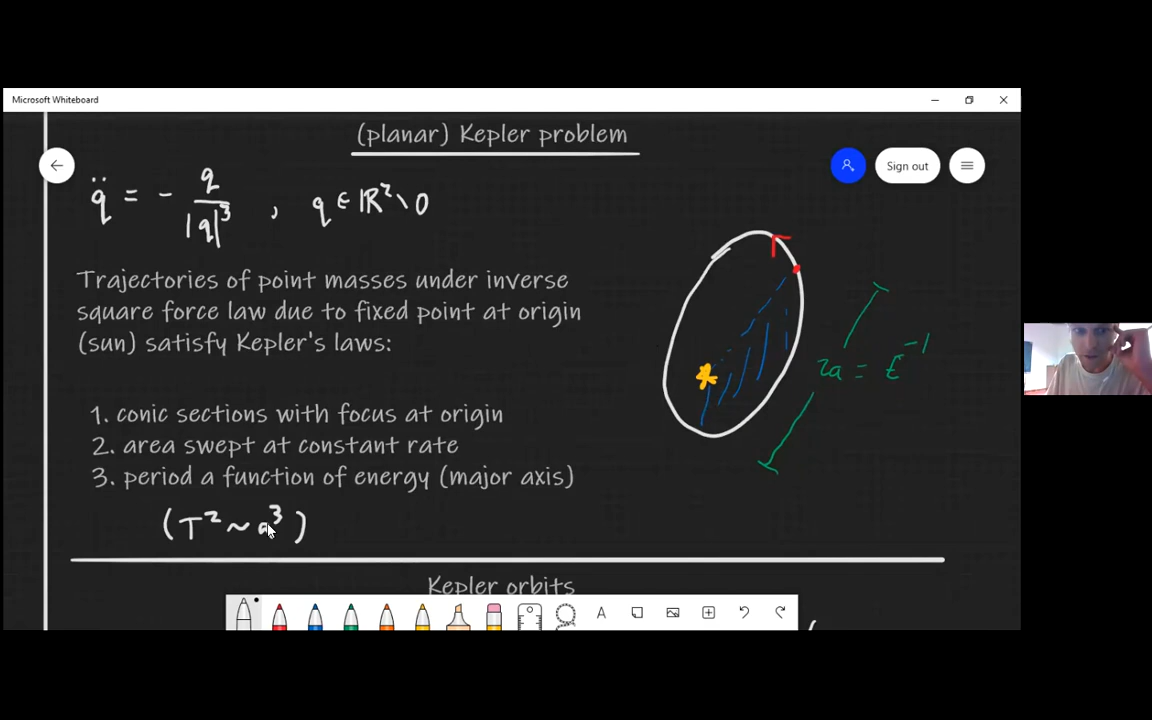 Microsoft Whiteboard
(planar) Kepler problem
Sign out
q̈ = - q/|q|³ , q ∈ ℝ² \ 0
Trajectories of point masses under inverse
square force law due to fixed point at origin
(sun) satisfy Kepler's laws:
2a = E⁻¹
1. conic sections with focus at origin
2. area swept at constant rate
3. period a function of energy (major axis)
(T² ~ a³)
Kepler orbits
A